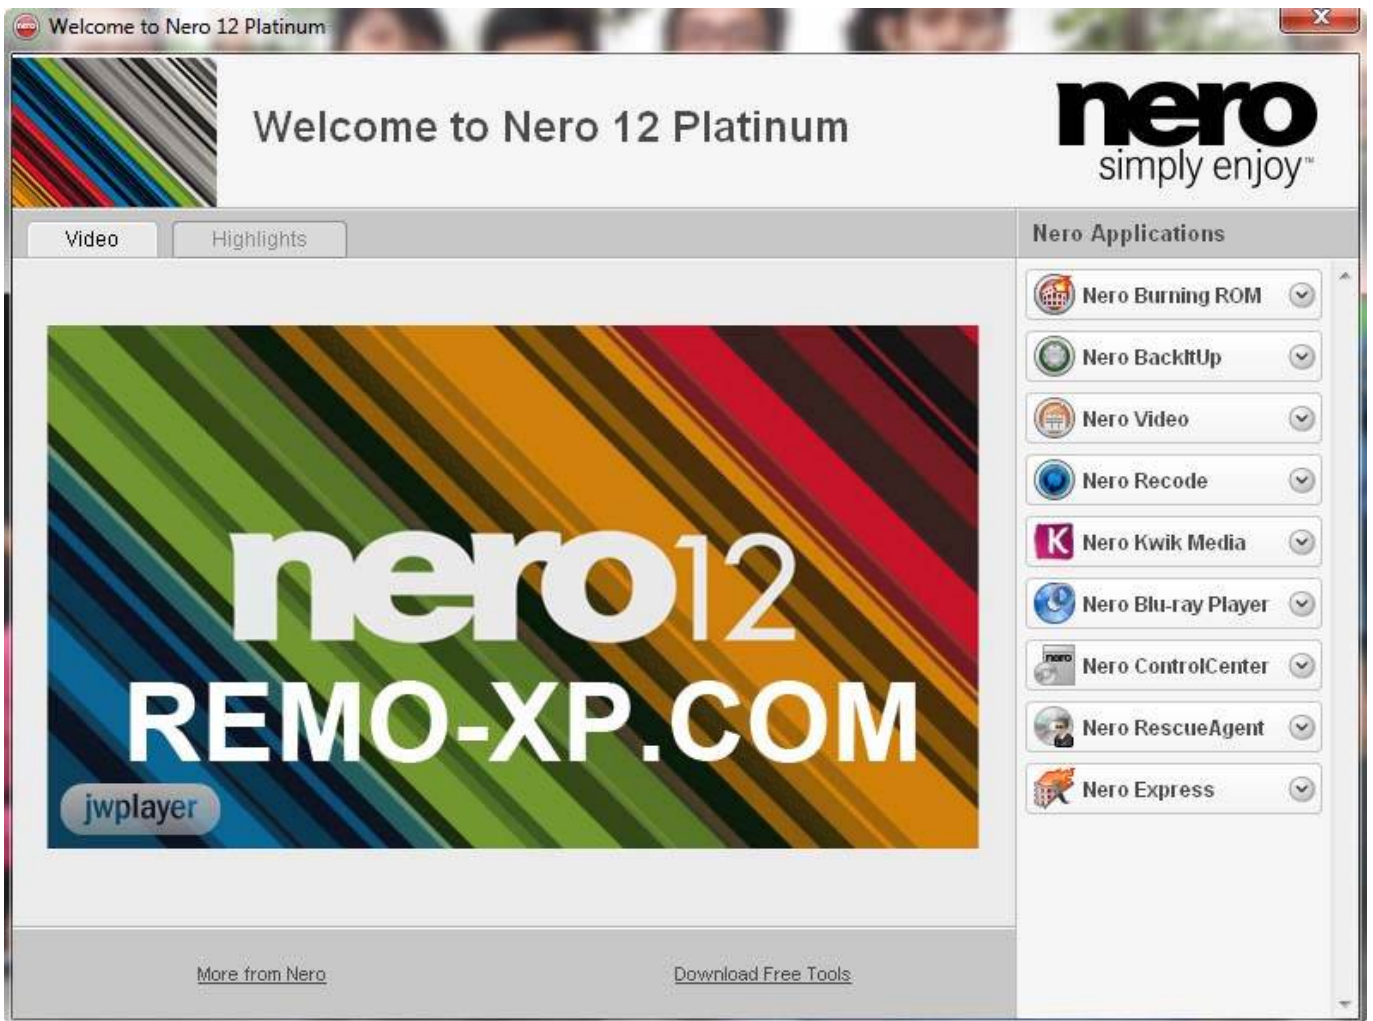 Welcome to Nero 12 Platinum
Welcome to Nero 12 Platinum
nero
simply enjoy™
Video
Highlights
nero12
REMO-XP.COM
jwplayer
More from Nero
Download Free Tools
Nero Applications
Nero Burning ROM
Nero BackItUp
Nero Video
Nero Recode
K Nero Kwik Media
Nero Blu-ray Player
nero Nero ControlCenter
Nero RescueAgent
Nero Express